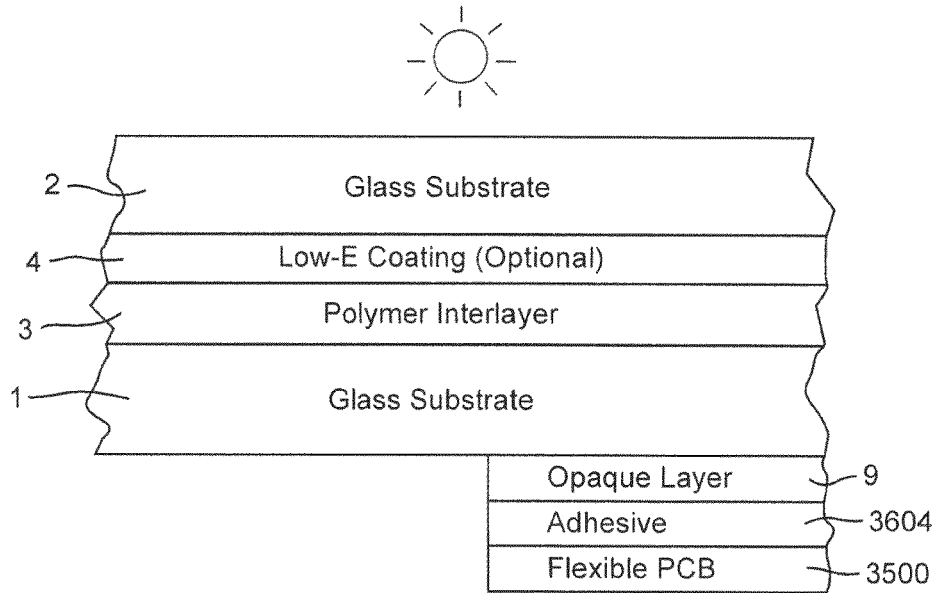 2 Glass Substrate
4 Low-E Coating (Optional)
3 Polymer Interlayer
1 Glass Substrate
Opaque Layer 9
Adhesive 3604
Flexible PCB 3500